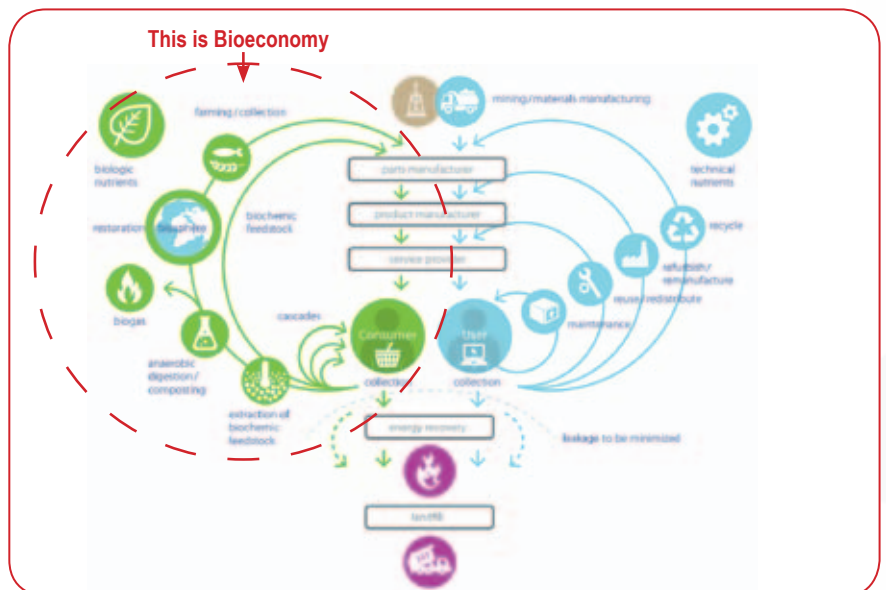 This is Bioeconomy
mining/materials manufacturing
farming/collection
biologic
nutrients
technical
nutrients
parts manufacturer
biochemic
feedstock
restoration
biosphere
product manufacturer
recycle
service provider
refurbish/
remanufacture
reuse/redistribute
biogas
cascades
maintenance
Consumer
User
anaerobic
digestion/
composting
collection
collection
extraction of
biochemic
feedstock
energy recovery
leakage to be minimized
landfill